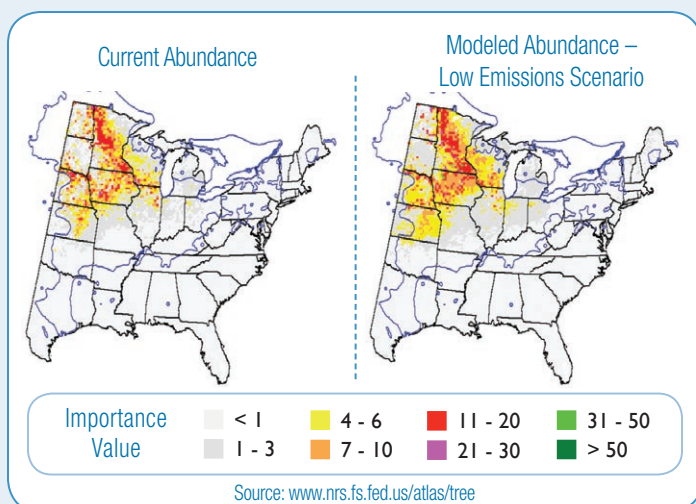 Current Abundance
Modeled Abundance –
Low Emissions Scenario
Importance
Value
< 1
4 - 6
11 - 20
31 - 50
1 - 3
7 - 10
21 - 30
> 50
Source: www.nrs.fs.fed.us/atlas/tree